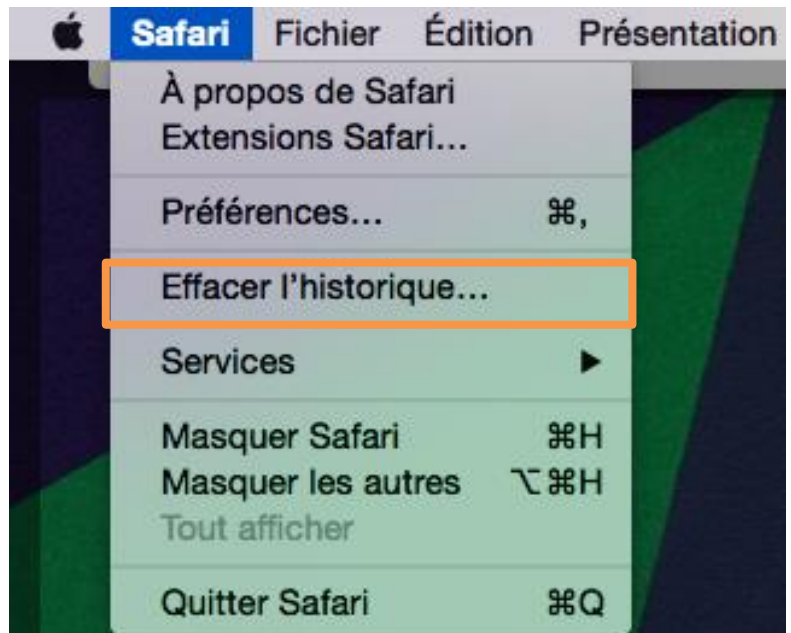 Safari Fichier Édition Présentation
À propos de Safari
Extensions Safari...
Préférences... ⌘,
Effacer l’historique...
Services ▶
Masquer Safari ⌘H
Masquer les autres ⌥⌘H
Tout afficher
Quitter Safari ⌘Q